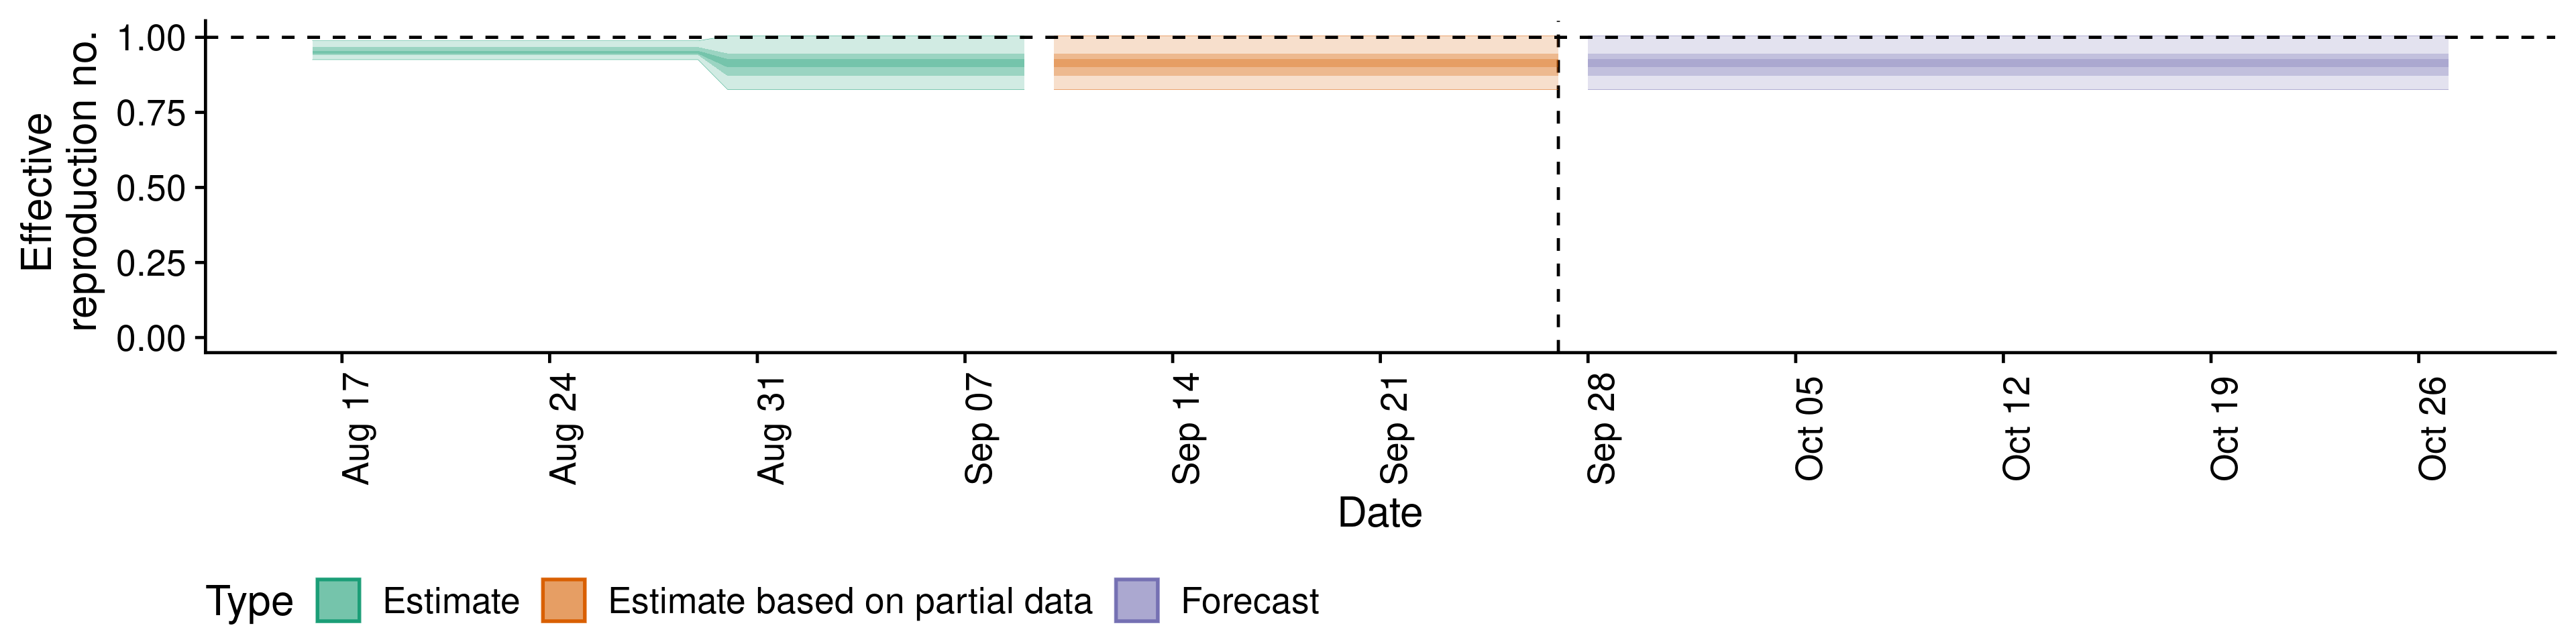 Effective
reproduction no.
1.00
0.75
0.50
0.25
0.00
Aug 17
Aug 24
Aug 31
Sep 07
Sep 14
Sep 21
Sep 28
Oct 05
Oct 12
Oct 19
Oct 26
Date
Type Estimate Estimate based on partial data Forecast